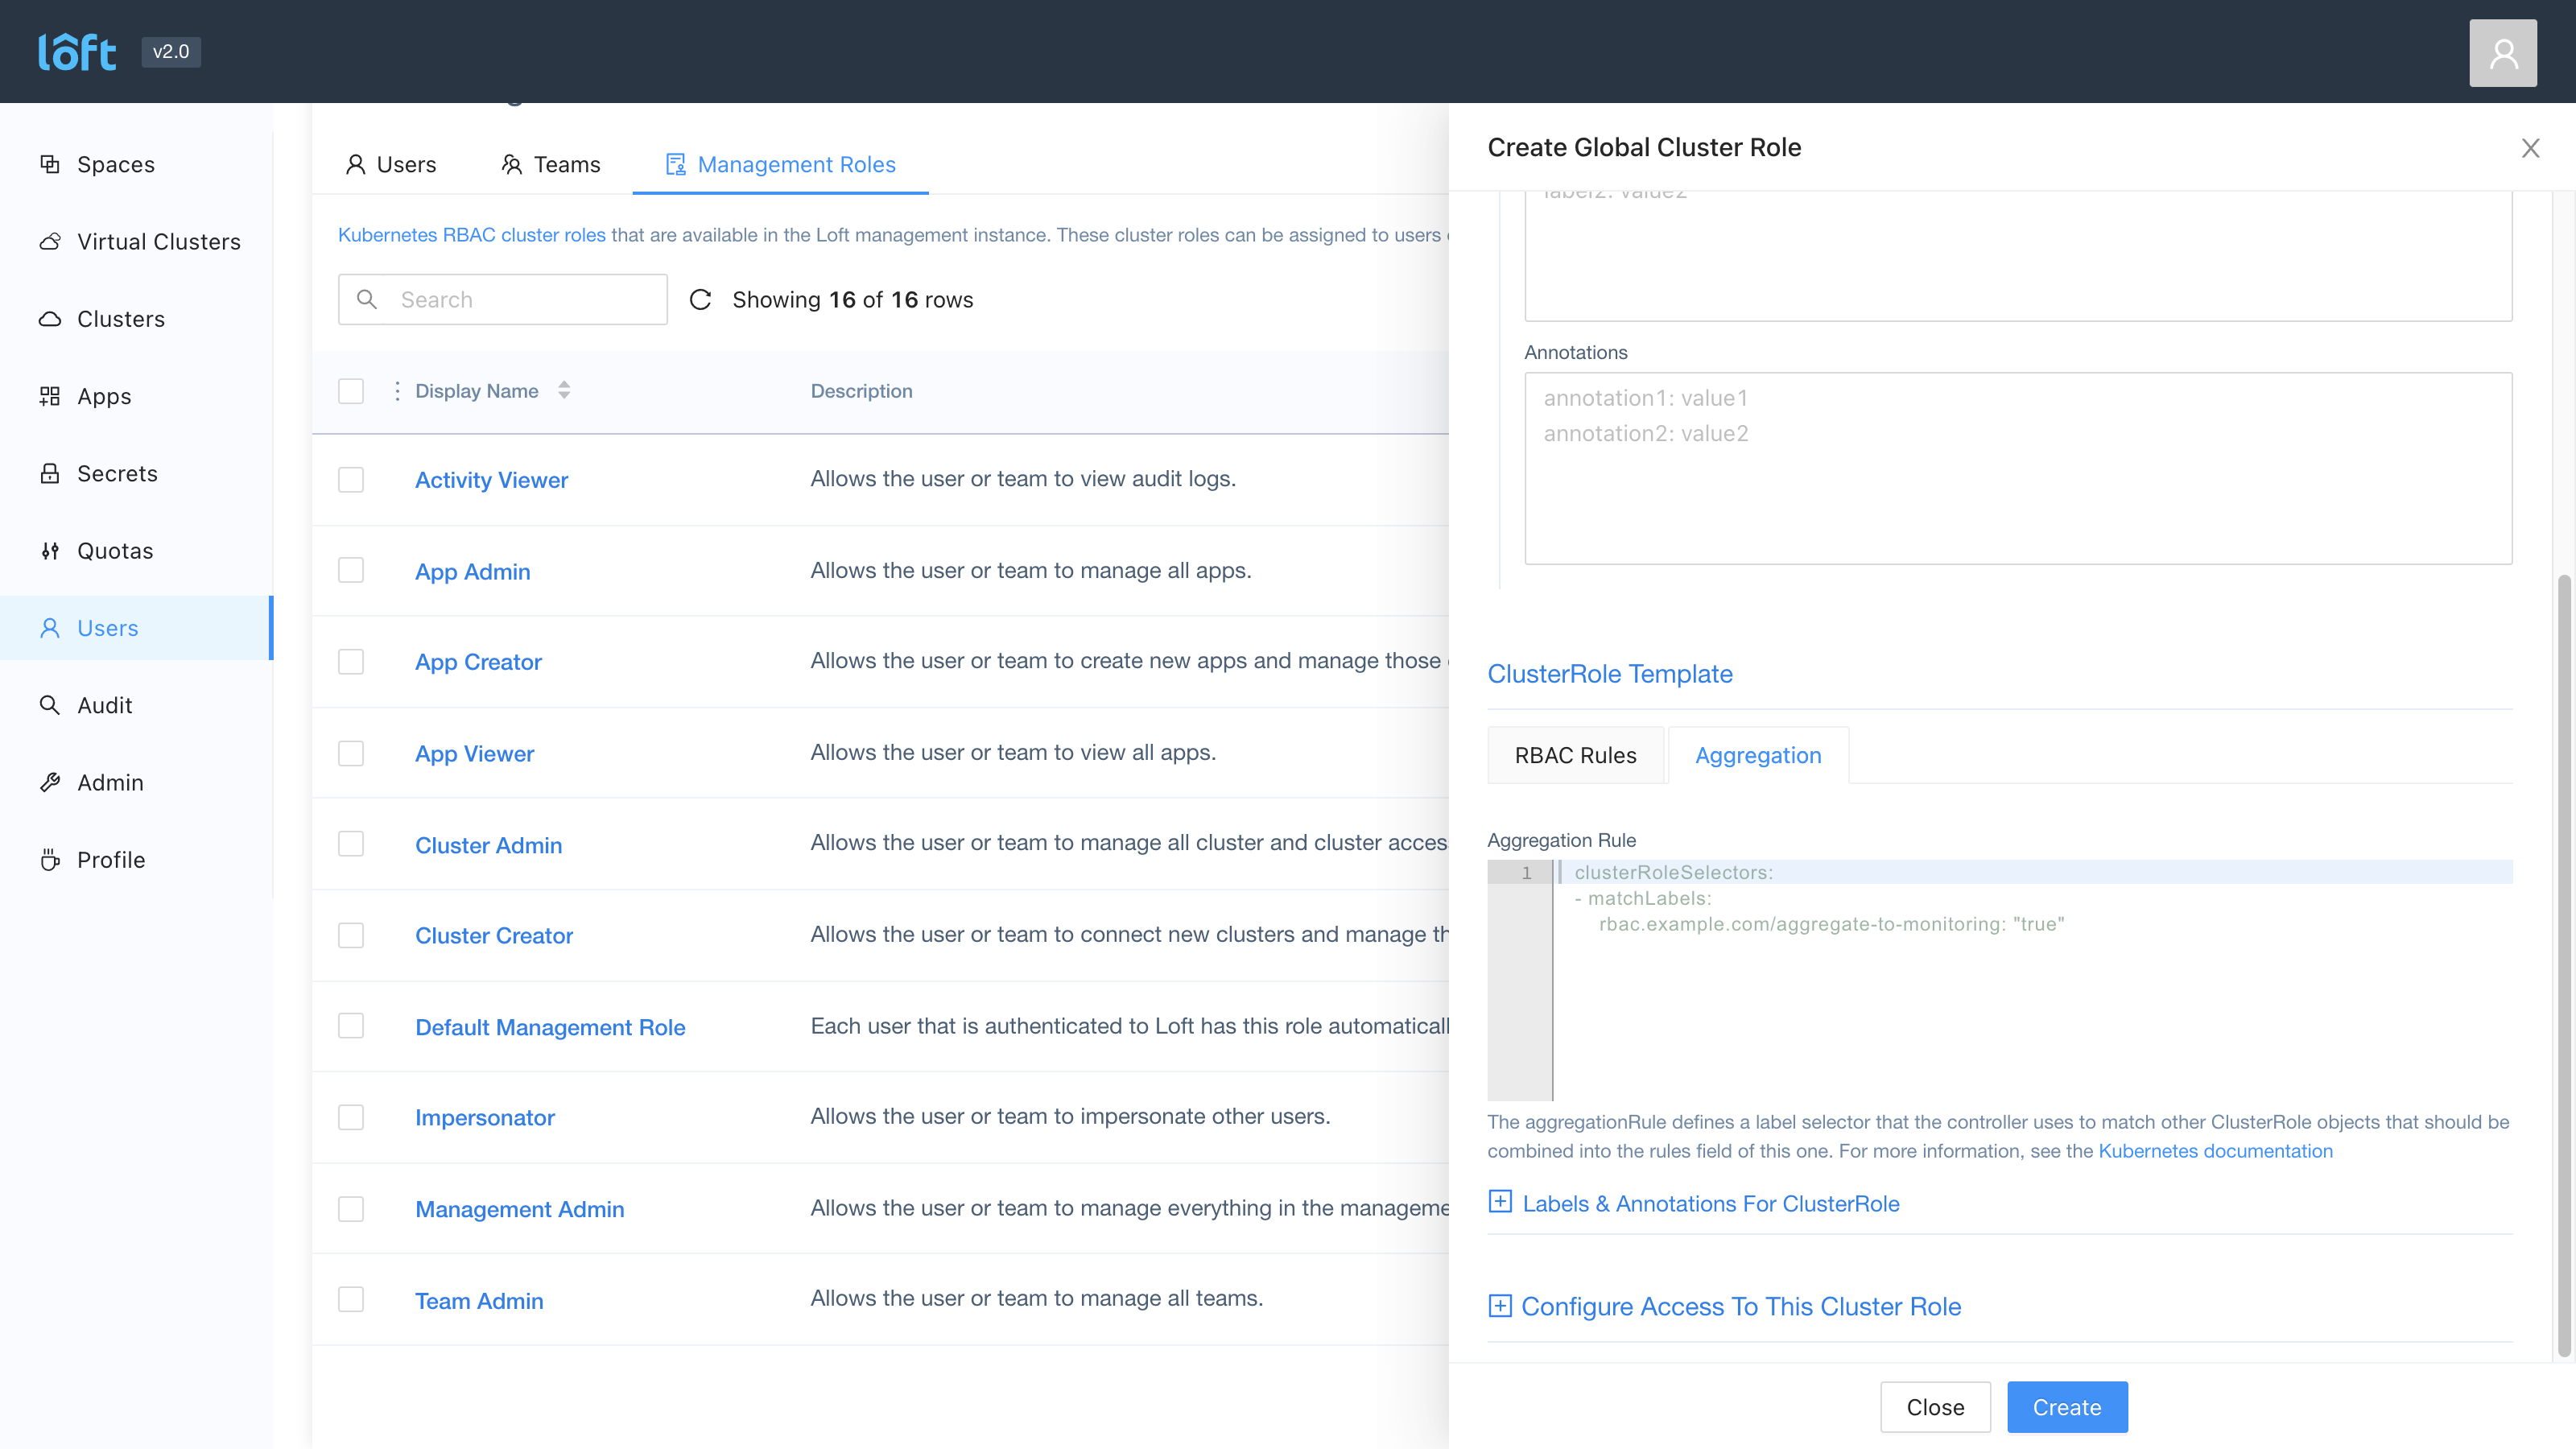 loft v2.0
Spaces
Virtual Clusters
Clusters
Apps
Secrets
Quotas
Users
Audit
Admin
Profile
Users Teams Management Roles
Kubernetes RBAC cluster roles that are available in the Loft management instance. These cluster roles can be assigned to users
Search Showing 16 of 16 rows
Display Name Description
Activity Viewer Allows the user or team to view audit logs.
App Admin Allows the user or team to manage all apps.
App Creator Allows the user or team to create new apps and manage those
App Viewer Allows the user or team to view all apps.
Cluster Admin Allows the user or team to manage all cluster and cluster acces
Cluster Creator Allows the user or team to connect new clusters and manage th
Default Management Role Each user that is authenticated to Loft has this role automaticall
Impersonator Allows the user or team to impersonate other users.
Management Admin Allows the user or team to manage everything in the manageme
Team Admin Allows the user or team to manage all teams.
Create Global Cluster Role
label2: value2
Annotations
annotation1: value1
annotation2: value2
ClusterRole Template
RBAC Rules Aggregation
Aggregation Rule
1 clusterRoleSelectors:
- matchLabels:
rbac.example.com/aggregate-to-monitoring: "true"
The aggregationRule defines a label selector that the controller uses to match other ClusterRole objects that should be
combined into the rules field of this one. For more information, see the Kubernetes documentation
Labels & Annotations For ClusterRole
Configure Access To This Cluster Role
Close Create